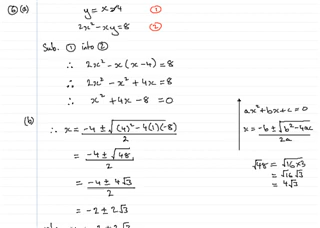 (6)(a) y = x - 4 ①
2x² - xy = 8 ②
Sub. ① into ②
∴ 2x² - x(x - 4) = 8
∴ 2x² - x² + 4x = 8
∴ x² + 4x - 8 = 0
(b)
∴ x = -4 ± √((4)² - 4(1)(-8)) / 2
= -4 ± √48 / 2
= -4 ± 4√3 / 2
= -2 ± 2√3
ax² + bx + c = 0
x = -b ± √(b² - 4ac) / 2a
√48 = √(16×3)
= √16 √3
= 4√3